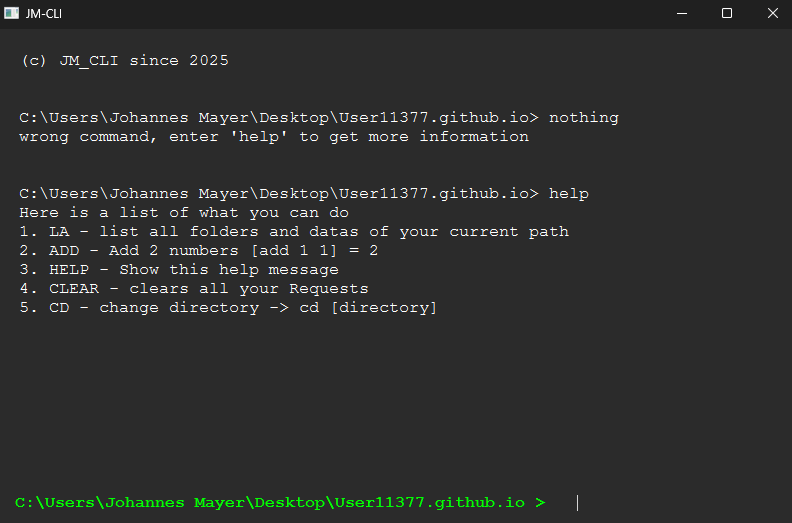 JM-CLI
(c) JM_CLI since 2025
C:\Users\Johannes Mayer\Desktop\User11377.github.io> nothing
wrong command, enter 'help' to get more information
C:\Users\Johannes Mayer\Desktop\User11377.github.io> help
Here is a list of what you can do
1. LA - list all folders and datas of your current path
2. ADD - Add 2 numbers [add 1 1] = 2
3. HELP - Show this help message
4. CLEAR - clears all your Requests
5. CD - change directory -> cd [directory]
C:\Users\Johannes Mayer\Desktop\User11377.github.io >